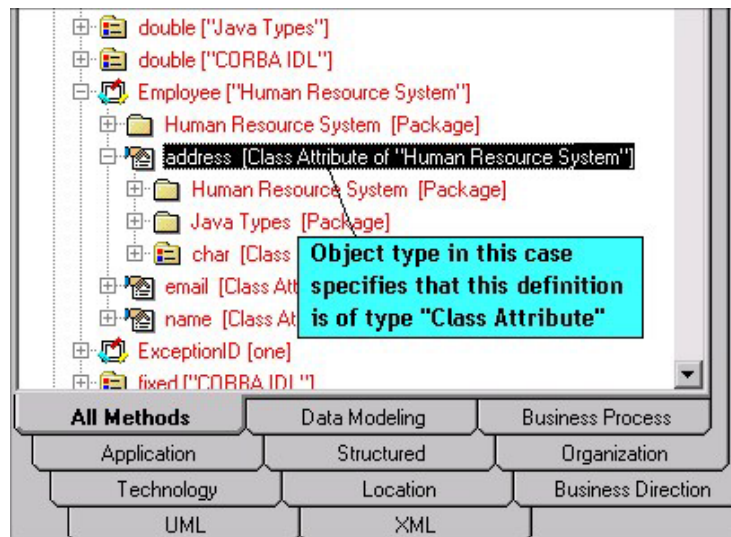 double ["Java Types"]
double ["CORBA IDL"]
Employee ["Human Resource System"]
Human Resource System [Package]
address [Class Attribute of "Human Resource System"]
Human Resource System [Package]
Java Types [Package]
char [Class
Object type in this case
specifies that this definition
is of type "Class Attribute"
email [Class Att
name [Class At
ExceptionID [one]
fixed ["CORBA IDL"]
All Methods Data Modeling Business Process
Application Structured Organization
Technology Location Business Direction
UML XML